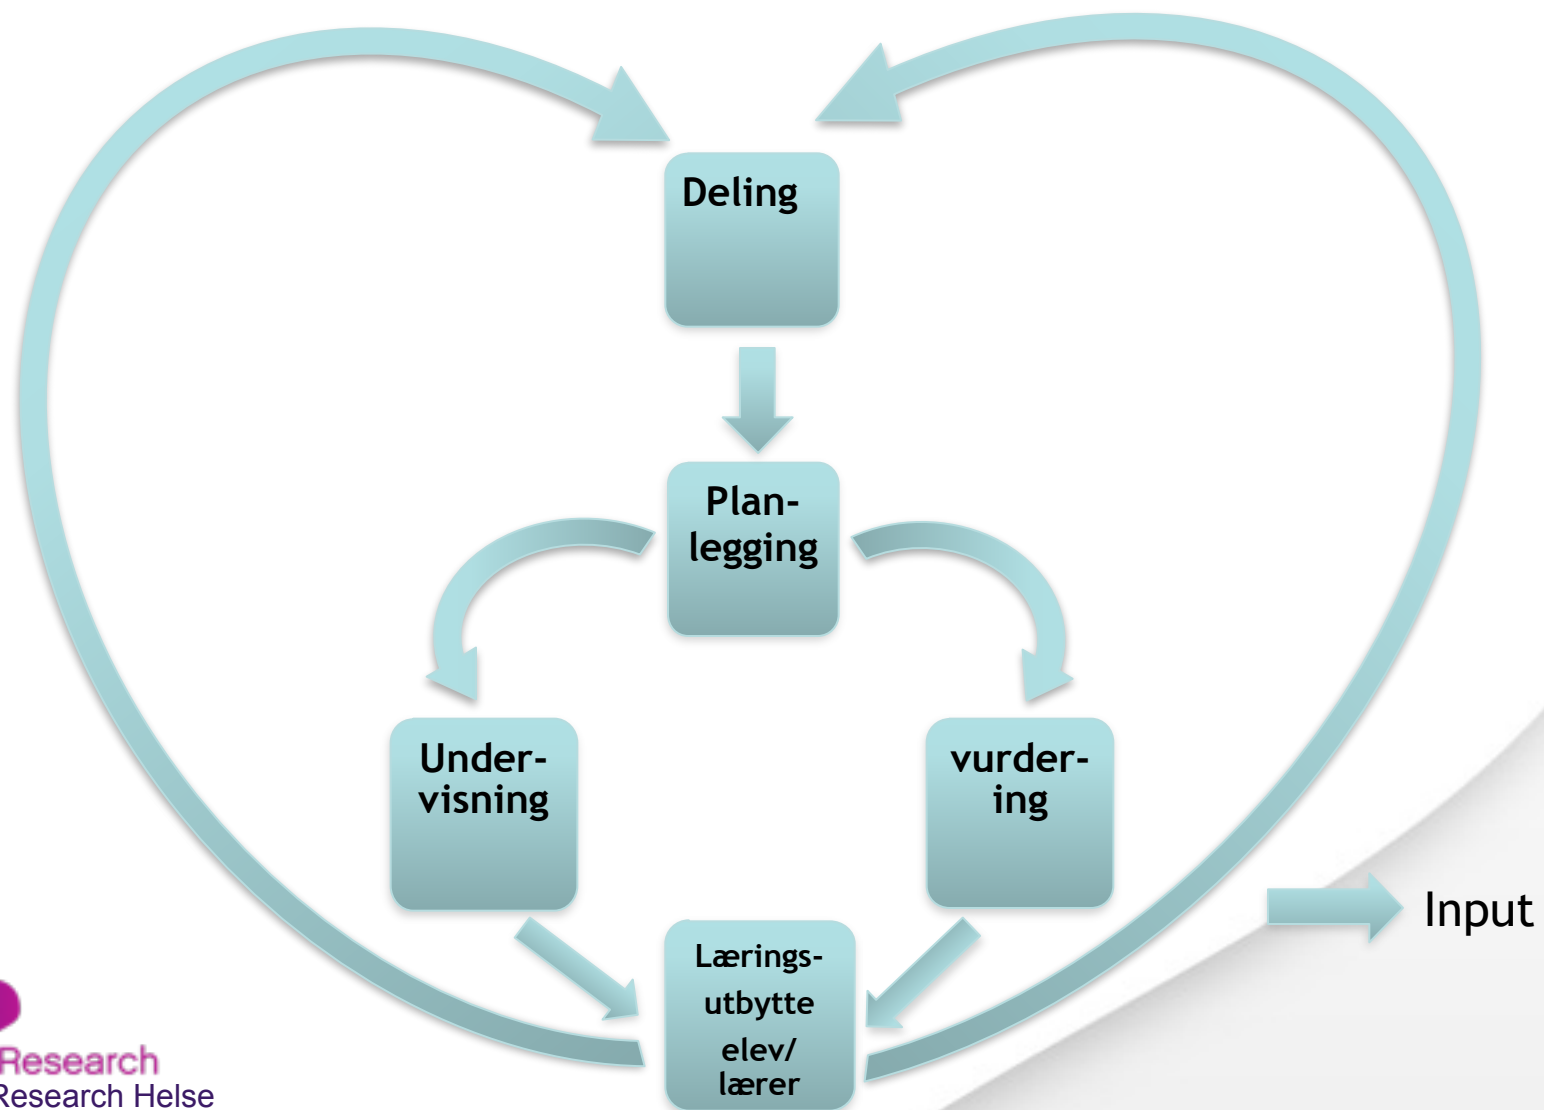 Deling
Plan-
legging
Under-
visning
vurder-
ing
Lærings-
utbytte
elev/
lærer
Input
Research
Research Helse